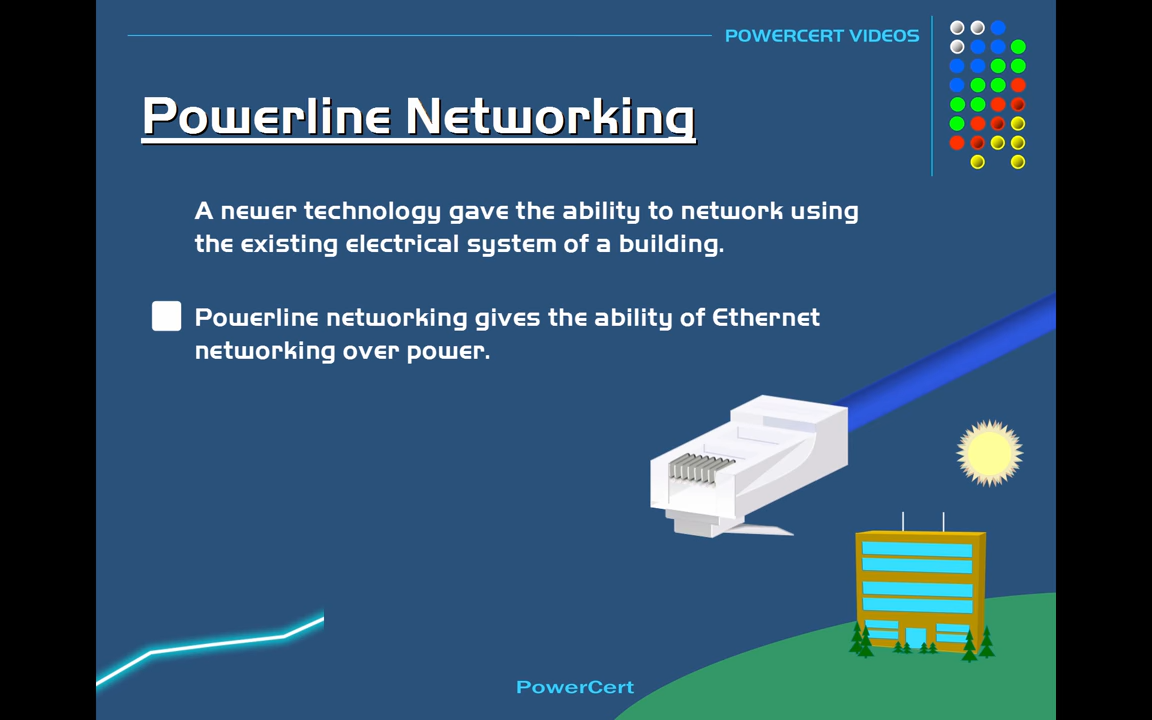 POWERCERT VIDEOS
Powerline Networking
A newer technology gave the ability to network using
the existing electrical system of a building.
Powerline networking gives the ability of Ethernet
networking over power.
PowerCert